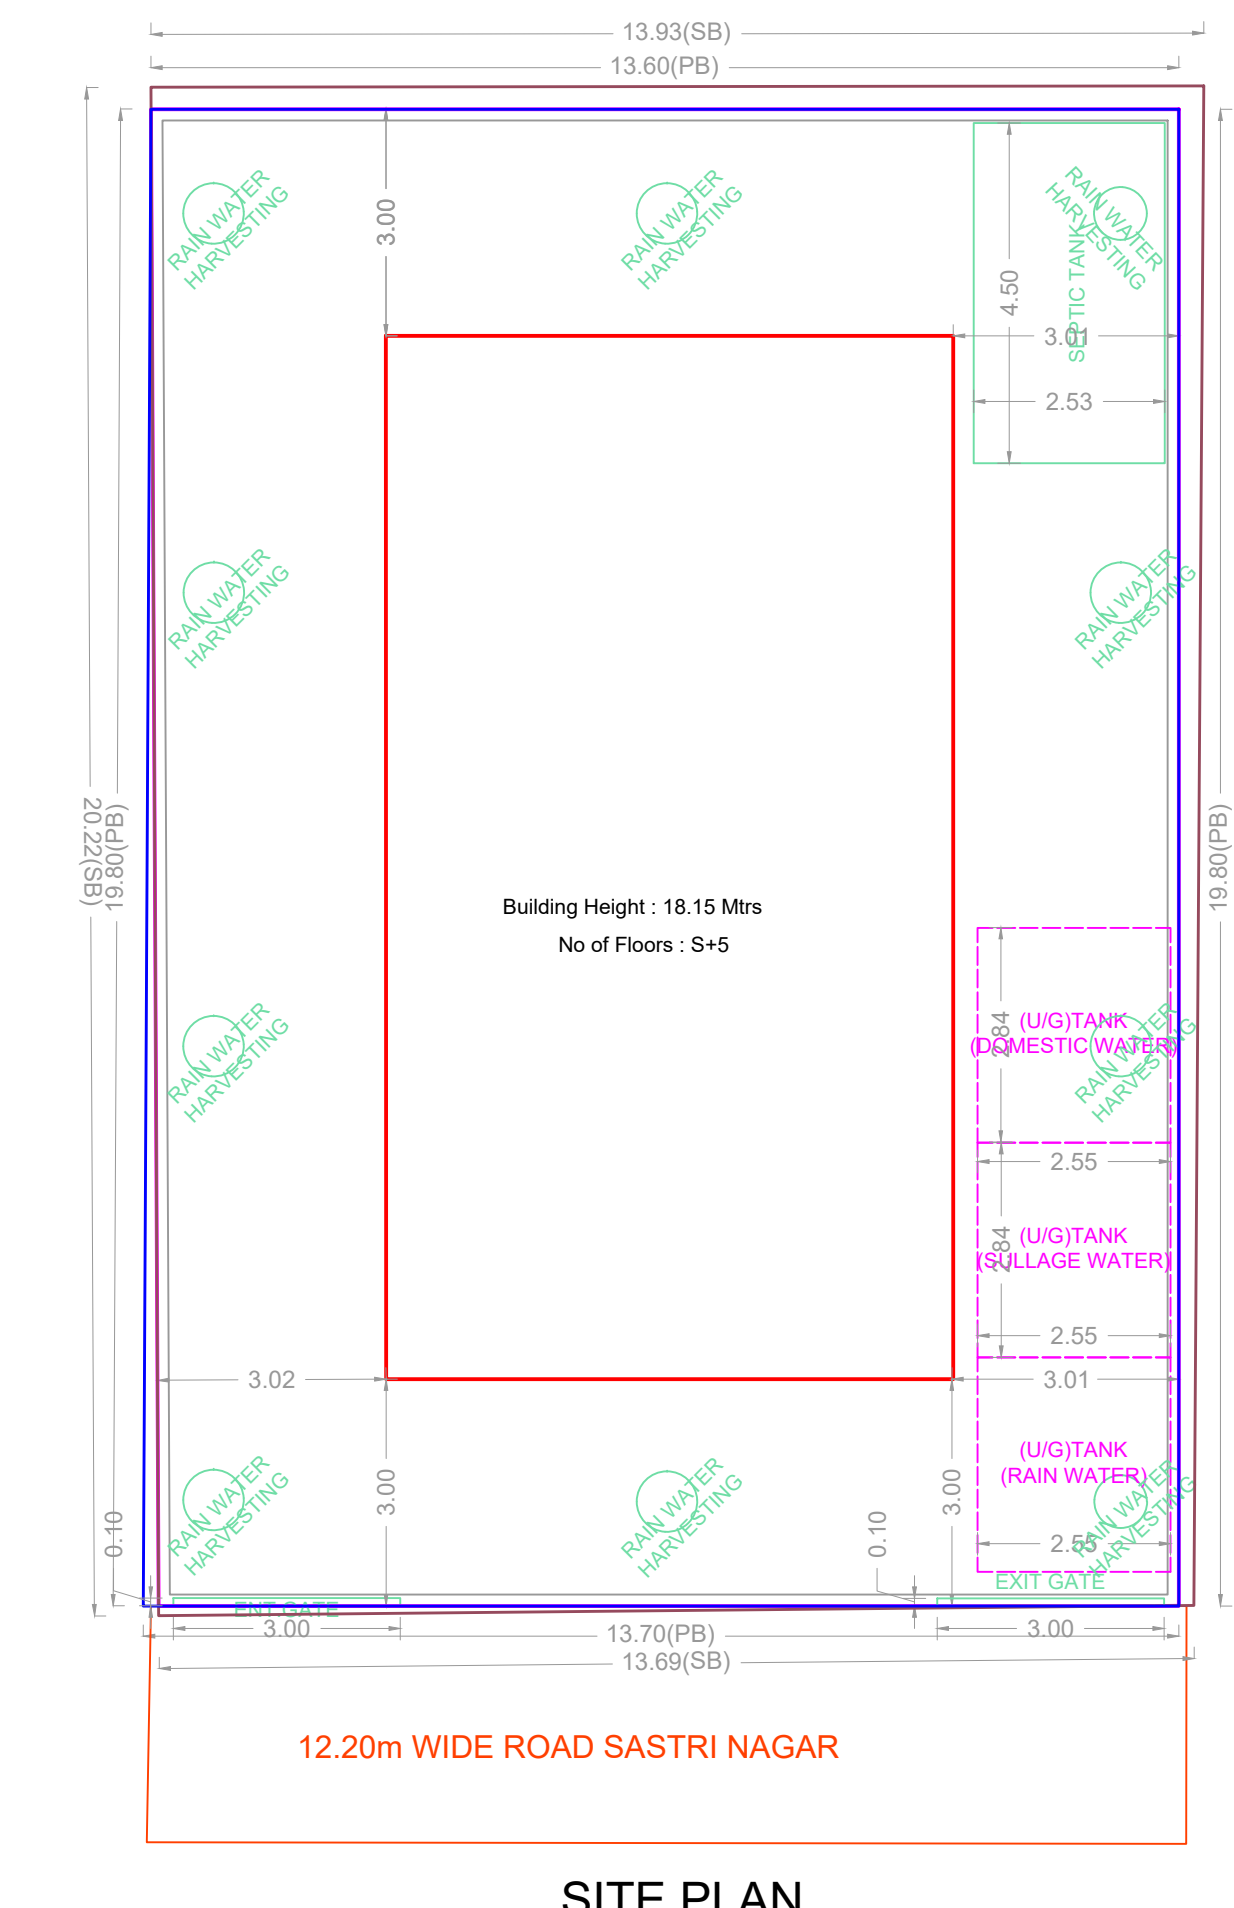 13.93(SB)
13.60(PB)
RAIN WATER
HARVESTING
3.00
RAIN WATER
HARVESTING
RAIN WATER
HARVESTING
SEPTIC TANK
4.50
3.01
2.53
RAIN WATER
HARVESTING
RAIN WATER
HARVESTING
20.22(SB)
19.80(PB)
19.80(PB)
Building Height : 18.15 Mtrs
No of Floors : S+5
RAIN WATER
HARVESTING
2.84
(U/G)TANK
(DOMESTIC WATER)
RAIN WATER
HARVESTING
2.55
2.84
(U/G)TANK
(SULLAGE WATER)
2.55
3.02
3.01
(U/G)TANK
(RAIN WATER)
0.10
RAIN WATER
HARVESTING
3.00
RAIN WATER
HARVESTING
0.10
3.00
2.55
RAIN WATER
HARVESTING
EXIT GATE
ENT.GATE
3.00
13.70(PB)
3.00
13.69(SB)
12.20m WIDE ROAD SASTRI NAGAR
SITE PLAN